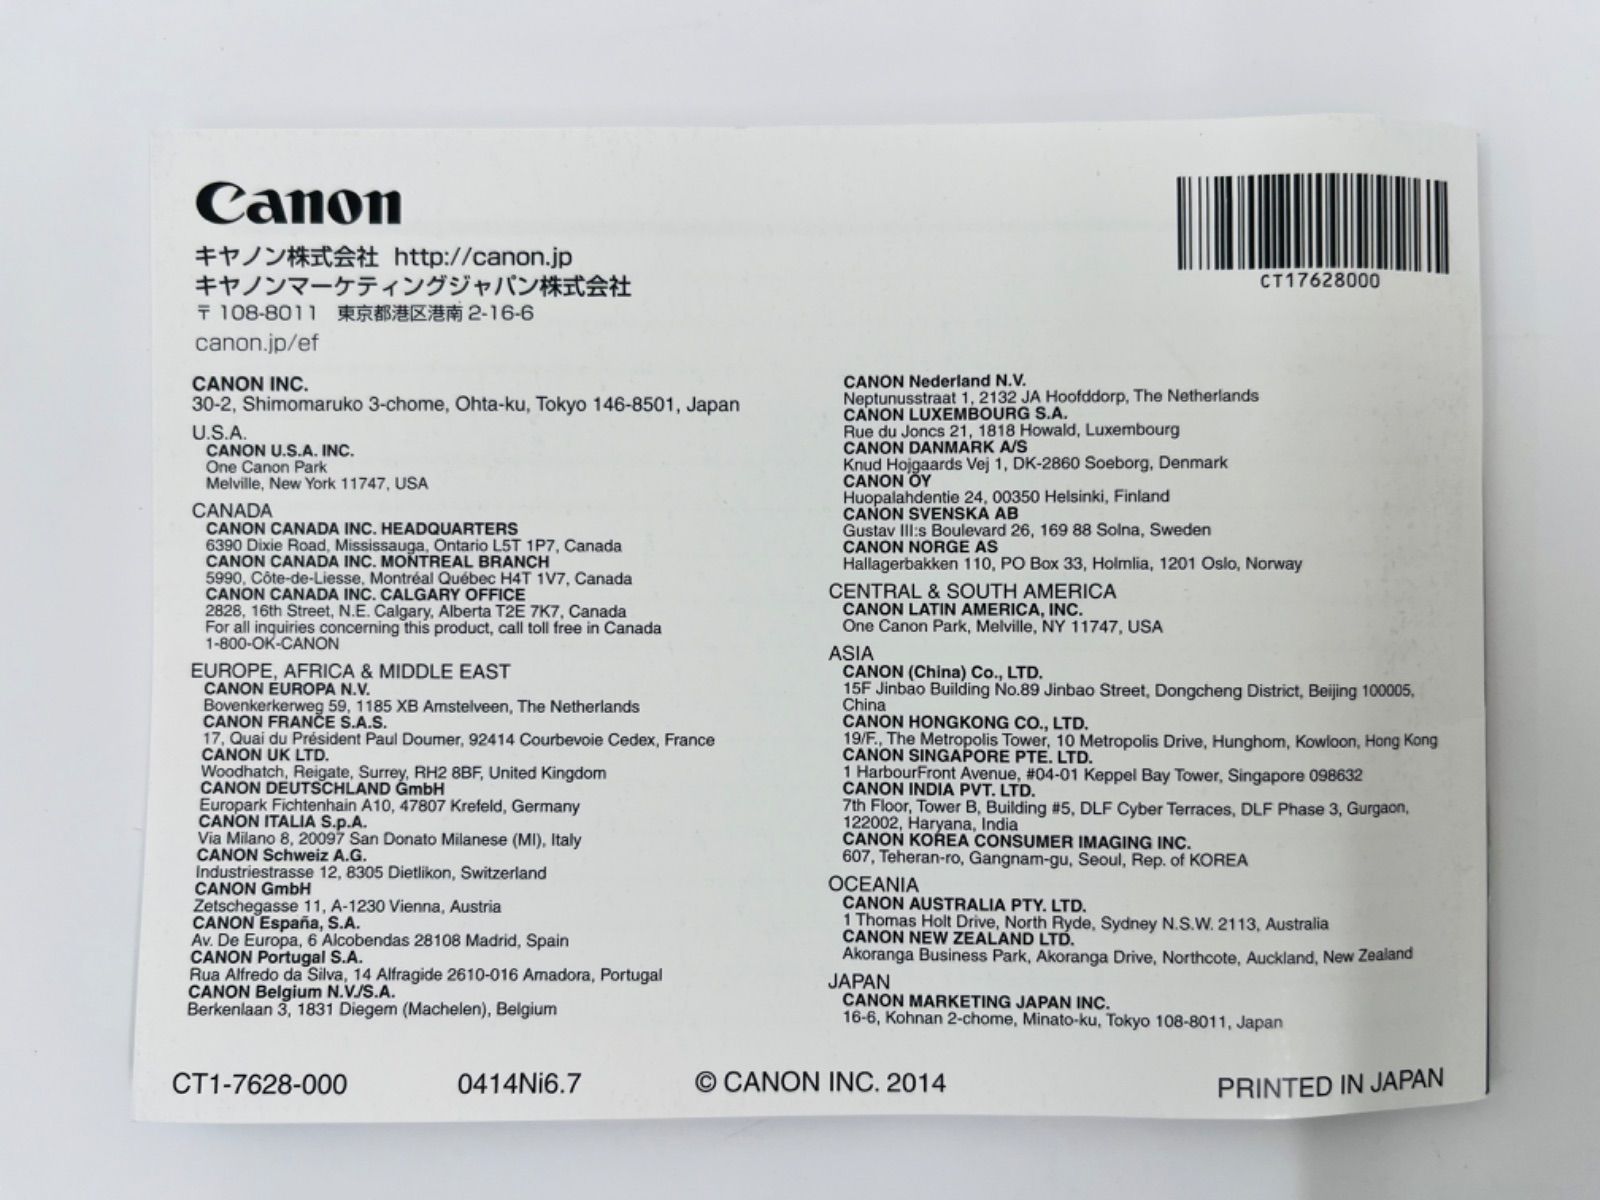 Canon
キヤノン株式会社 http://canon.jp
キヤノンマーケティングジャパン株式会社
〒108-8011 東京都港区港南2-16-6
canon.jp/ef
CT17628000
CANON INC.
30-2, Shimomaruko 3-chome, Ohta-ku, Tokyo 146-8501, Japan
U.S.A.
CANON U.S.A. INC.
One Canon Park
Melville, New York 11747, USA
CANADA
CANON CANADA INC. HEADQUARTERS
6390 Dixie Road, Mississauga, Ontario L5T 1P7, Canada
CANON CANADA INC. MONTREAL BRANCH
5990, Côte-de-Liesse, Montréal Québec H4T 1V7, Canada
CANON CANADA INC. CALGARY OFFICE
2828, 16th Street, N.E. Calgary, Alberta T2E 7K7, Canada
For all inquiries concerning this product, call toll free in Canada
1-800-OK-CANON
EUROPE, AFRICA & MIDDLE EAST
CANON EUROPA N.V.
Bovenkerkerweg 59, 1185 XB Amstelveen, The Netherlands
CANON FRANCE S.A.S.
17, Quai du Président Paul Doumer, 92414 Courbevoie Cedex, France
CANON UK LTD.
Woodhatch, Reigate, Surrey, RH2 8BF, United Kingdom
CANON DEUTSCHLAND GmbH
Europark Fichtenhain A10, 47807 Krefeld, Germany
CANON ITALIA S.p.A.
Via Milano 8, 20097 San Donato Milanese (MI), Italy
CANON Schweiz A.G.
Industriestrasse 12, 8305 Dietlikon, Switzerland
CANON GmbH
Zetschegasse 11, A-1230 Vienna, Austria
CANON España, S.A.
Av. De Europa, 6 Alcobendas 28108 Madrid, Spain
CANON Portugal S.A.
Rua Alfredo da Silva, 14 Alfragide 2610-016 Amadora, Portugal
CANON Belgium N.V./S.A.
Berkenlaan 3, 1831 Diegem (Machelen), Belgium
CANON Nederland N.V.
Neptunusstraat 1, 2132 JA Hoofddorp, The Netherlands
CANON LUXEMBOURG S.A.
Rue du Joncs 21, 1818 Howald, Luxembourg
CANON DANMARK A/S
Knud Hojgaards Vej 1, DK-2860 Soeborg, Denmark
CANON OY
Huopalahdentie 24, 00350 Helsinki, Finland
CANON SVENSKA AB
Gustav III:s Boulevard 26, 169 88 Solna, Sweden
CANON NORGE AS
Hallagerbakken 110, PO Box 33, Holmlia, 1201 Oslo, Norway
CENTRAL & SOUTH AMERICA
CANON LATIN AMERICA, INC.
One Canon Park, Melville, NY 11747, USA
ASIA
CANON (China) Co., LTD.
15F Jinbao Building No.89 Jinbao Street, Dongcheng District, Beijing 100005,
China
CANON HONGKONG CO., LTD.
19/F., The Metropolis Tower, 10 Metropolis Drive, Hunghom, Kowloon, Hong Kong
CANON SINGAPORE PTE. LTD.
1 HarbourFront Avenue, #04-01 Keppel Bay Tower, Singapore 098632
CANON INDIA PVT. LTD.
7th Floor, Tower B, Building #5, DLF Cyber Terraces, DLF Phase 3, Gurgaon,
122002, Haryana, India
CANON KOREA CONSUMER IMAGING INC.
607, Teheran-ro, Gangnam-gu, Seoul, Rep. of KOREA
OCEANIA
CANON AUSTRALIA PTY. LTD.
1 Thomas Holt Drive, North Ryde, Sydney N.S.W. 2113, Australia
CANON NEW ZEALAND LTD.
Akoranga Business Park, Akoranga Drive, Northcote, Auckland, New Zealand
JAPAN
CANON MARKETING JAPAN INC.
16-6, Kohnan 2-chome, Minato-ku, Tokyo 108-8011, Japan
CT1-7628-000 0414Ni6.7 © CANON INC. 2014 PRINTED IN JAPAN